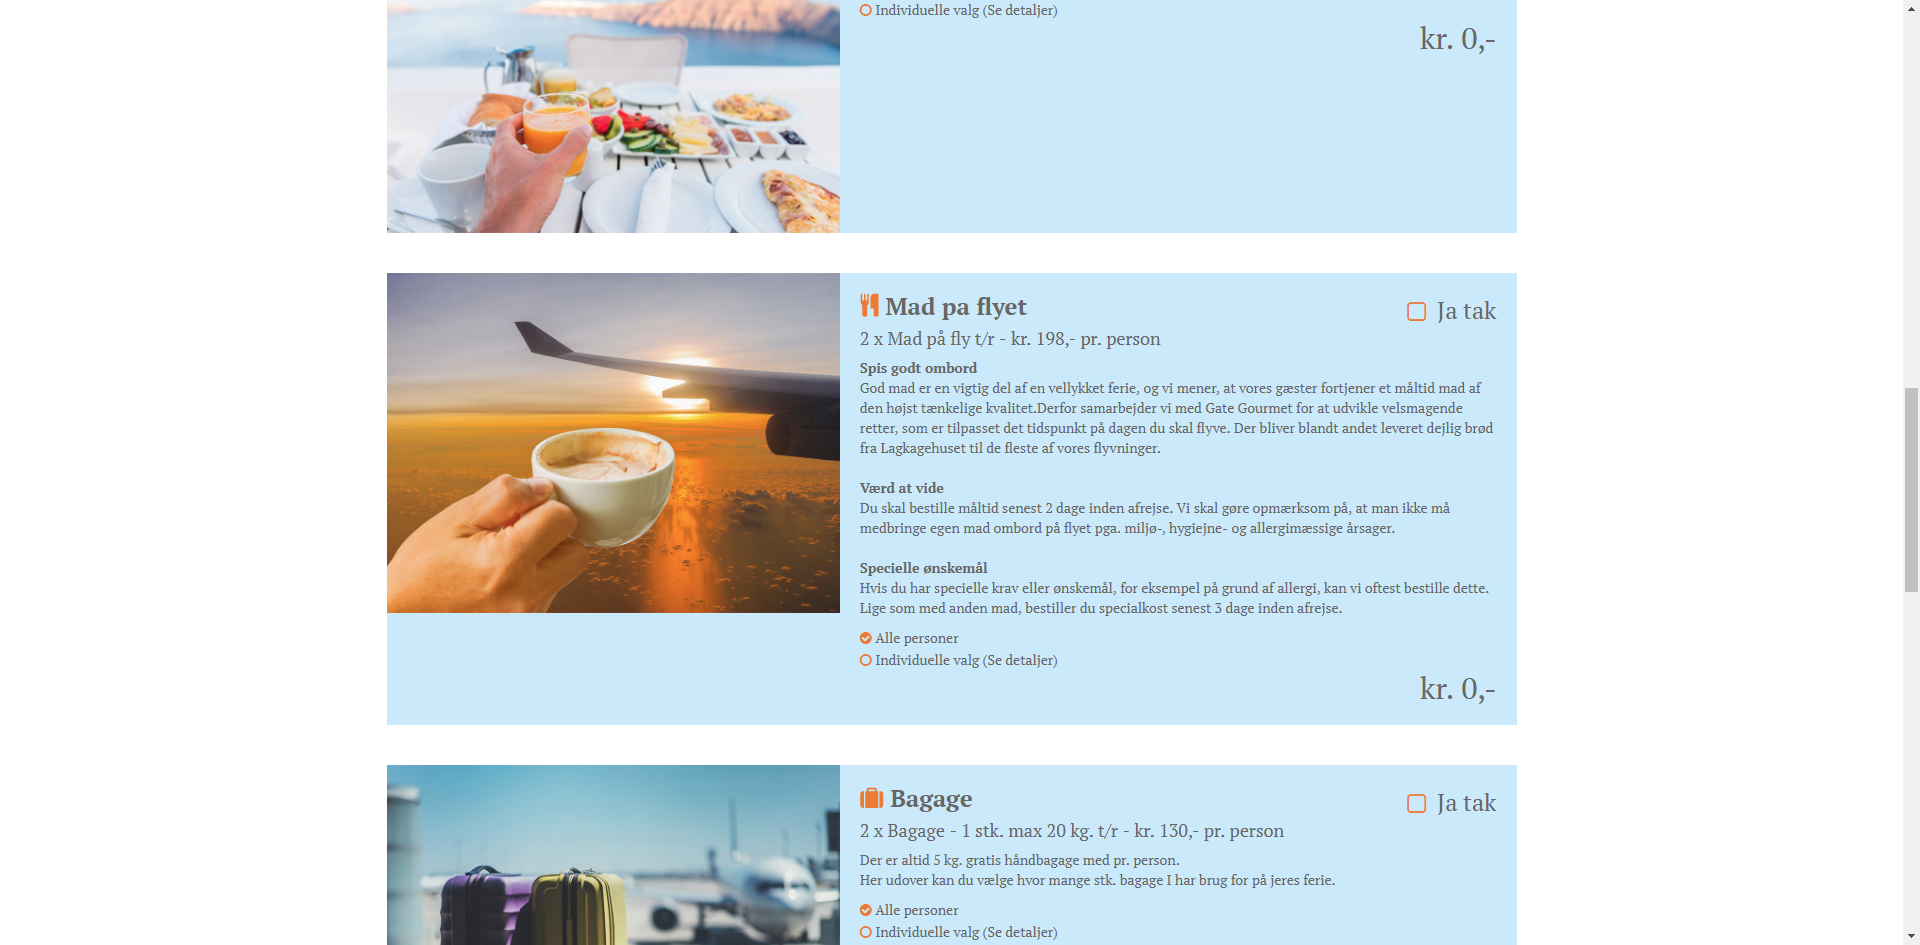 Individuelle valg (Se detaljer)
kr. 0,-
Mad pa flyet
Ja tak
2 x Mad på fly t/r - kr. 198,- pr. person
Spis godt ombord
God mad er en vigtig del af en vellykket ferie, og vi mener, at vores gæster fortjener et måltid mad af
den højst tænkelige kvalitet.Derfor samarbejder vi med Gate Gourmet for at udvikle velsmagende
retter, som er tilpasset det tidspunkt på dagen du skal flyve. Der bliver blandt andet leveret dejlig brød
fra Lagkagehuset til de fleste af vores flyvninger.
Værd at vide
Du skal bestille måltid senest 2 dage inden afrejse. Vi skal gøre opmærksom på, at man ikke må
medbringe egen mad ombord på flyet pga. miljø-, hygiejne- og allergimæssige årsager.
Specielle ønskemål
Hvis du har specielle krav eller ønskemål, for eksempel på grund af allergi, kan vi oftest bestille dette.
Lige som med anden mad, bestiller du specialkost senest 3 dage inden afrejse.
Alle personer
Individuelle valg (Se detaljer)
kr. 0,-
Bagage
Ja tak
2 x Bagage - 1 stk. max 20 kg. t/r - kr. 130,- pr. person
Der er altid 5 kg. gratis håndbagage med pr. person.
Her udover kan du vælge hvor mange stk. bagage I har brug for på jeres ferie.
Alle personer
Individuelle valg (Se detaljer)